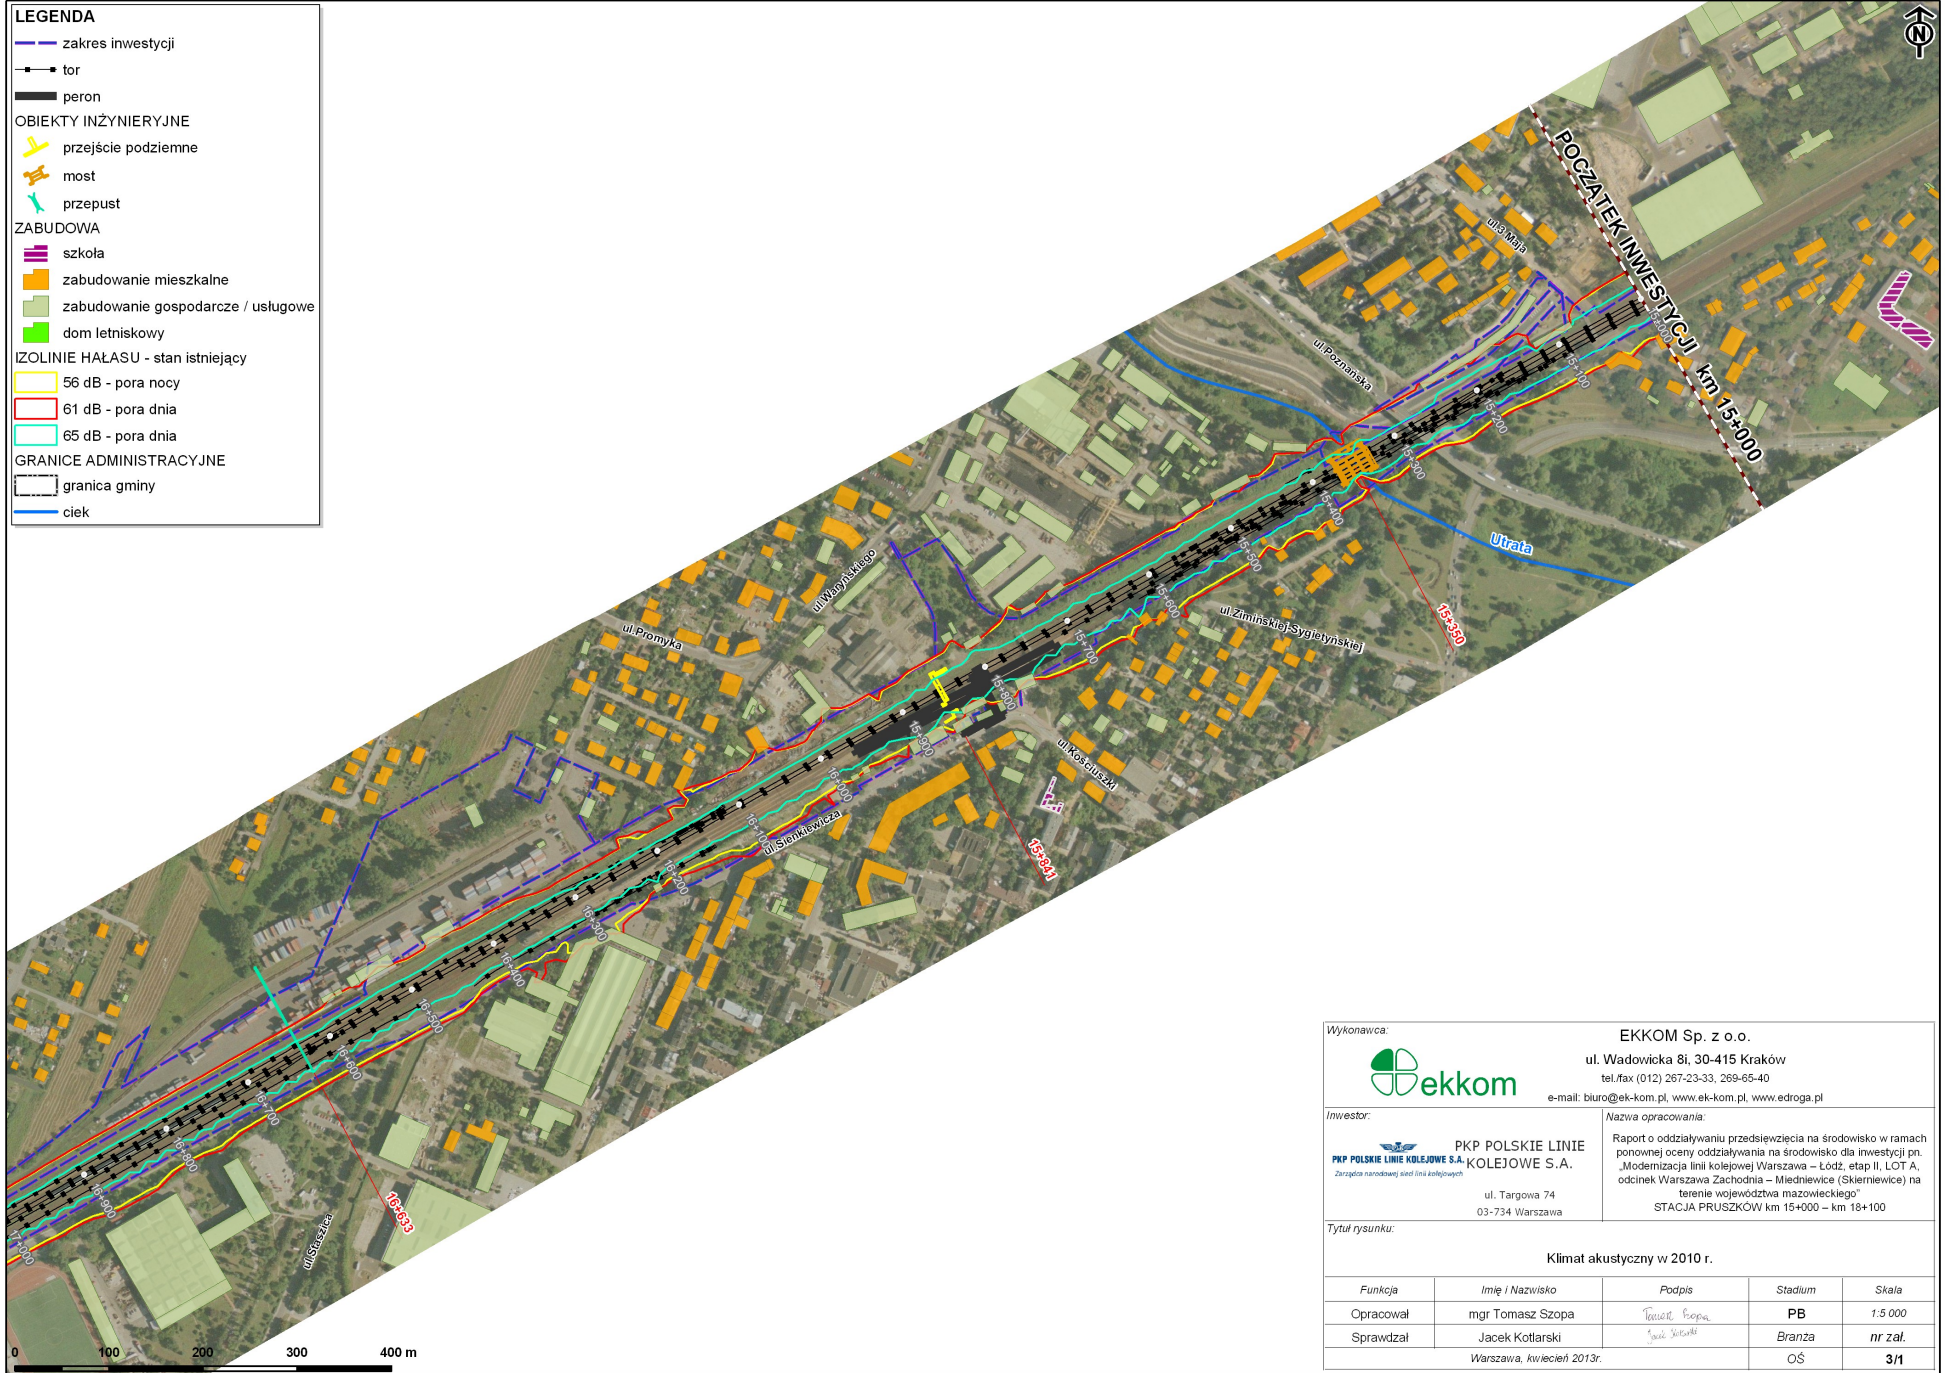 LEGENDA
zakres inwestycji
tor
peron
OBIEKTY INŻYNIERYJNE
przejście podziemne
most
przepust
ZABUDOWA
szkoła
zabudowanie mieszkalne
zabudowanie gospodarcze / usługowe
dom letniskowy
IZOLINIE HAŁASU - stan istniejący
56 dB - pora nocy
61 dB - pora dnia
65 dB - pora dnia
GRANICE ADMINISTRACYJNE
granica gminy
ciek
N
POCZĄTEK INWESTYCJI km 15+000
ul.3 Maja
ul.Poznańska
15+000
15+100
15+200
15+300
15+400
15+500
15+600
15+700
15+800
15+900
16+000
16+100
16+200
16+300
16+400
16+500
16+600
16+700
16+800
16+900
17+000
Utrata
15+350
ul.Zimińskiej-Sygietyńskiej
ul.Waryńskiego
ul.Promyka
ul.Kościuszki
15+841
ul.Sienkiewicza
16+633
ul.Staszica
0 100 200 300 400 m
Wykonawca:
ekkom
EKKOM Sp. z o.o.
ul. Wadowicka 8i, 30-415 Kraków
tel./fax (012) 267-23-33, 269-65-40
e-mail: biuro@ek-kom.pl, www.ek-kom.pl, www.edroga.pl
Inwestor:
PKP POLSKIE LINIE KOLEJOWE S.A.
Zarządca narodowej sieci linii kolejowych
PKP POLSKIE LINIE
KOLEJOWE S.A.
ul. Targowa 74
03-734 Warszawa
Nazwa opracowania:
Raport o oddziaływaniu przedsięwzięcia na środowisko w ramach
ponownej oceny oddziaływania na środowisko dla inwestycji pn.
„Modernizacja linii kolejowej Warszawa – Łódź, etap II, LOT A,
odcinek Warszawa Zachodnia – Miedniewice (Skierniewice) na
terenie województwa mazowieckiego"
STACJA PRUSZKÓW km 15+000 – km 18+100
Tytuł rysunku:
Klimat akustyczny w 2010 r.
Funkcja Imię i Nazwisko Podpis Stadium Skala
Opracował mgr Tomasz Szopa Tomasz Szopa PB 1:5 000
Sprawdzał Jacek Kotlarski Branża nr zał.
Warszawa, kwiecień 2013r. OŚ 3/1